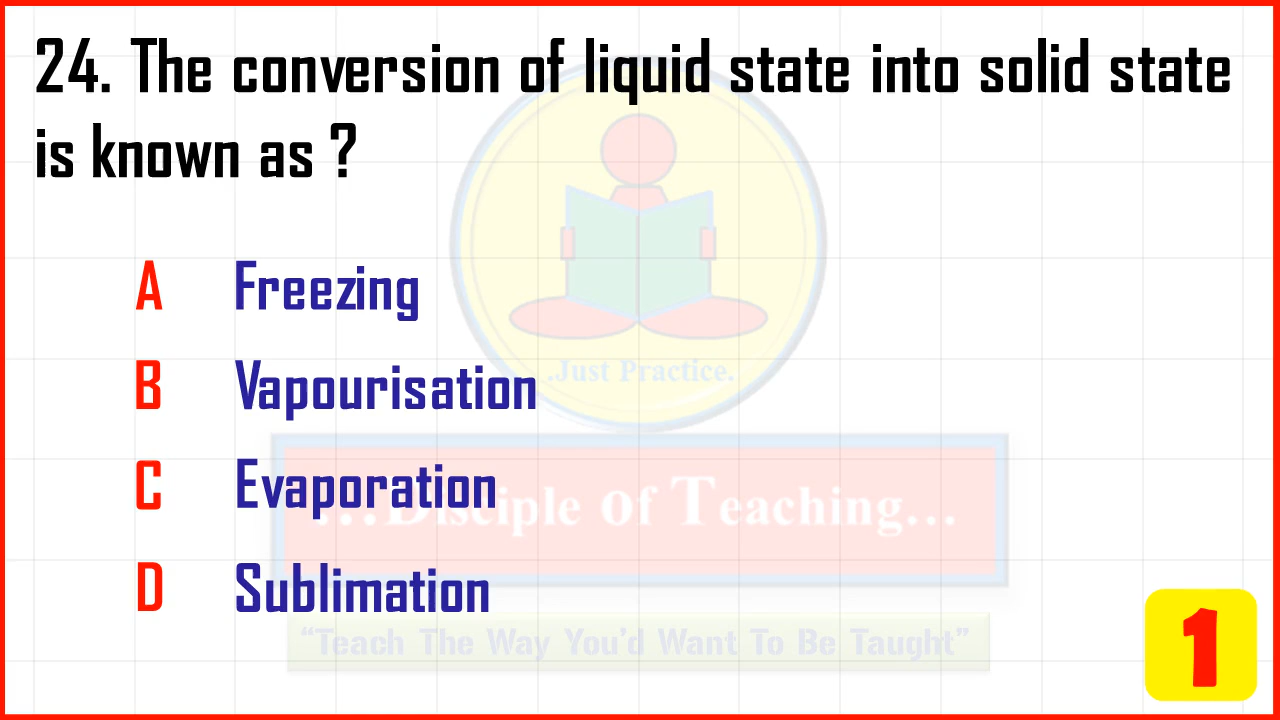 24. The conversion of liquid state into solid state
is known as ?
A Freezing
B Vapourisation
.Just Practice.
C Evaporation
...Disciple of Teaching...
D Sublimation
“Teach The Way You’d Want To Be Taught”
1